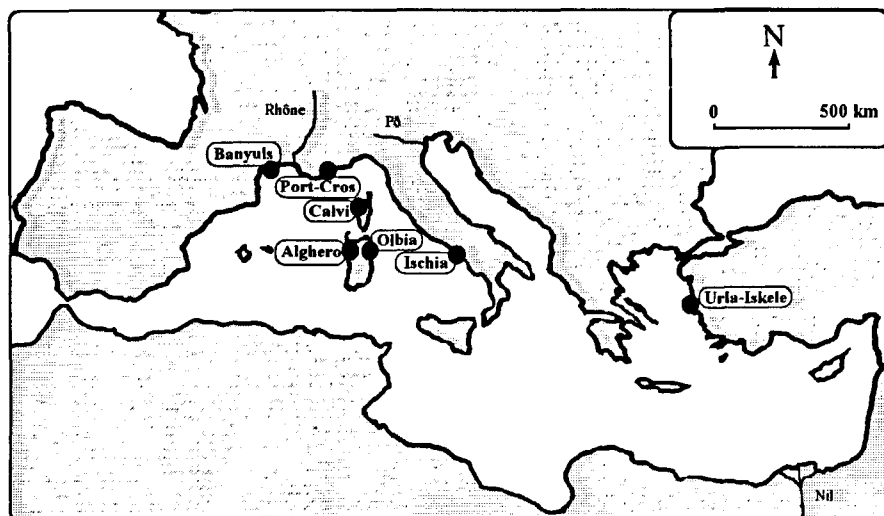 N
0 500 km
Rhône
Pô
Banyuls
Port-Cros
Calvi
Alghero
Olbia
Ischia
Urla-Iskele
Nil